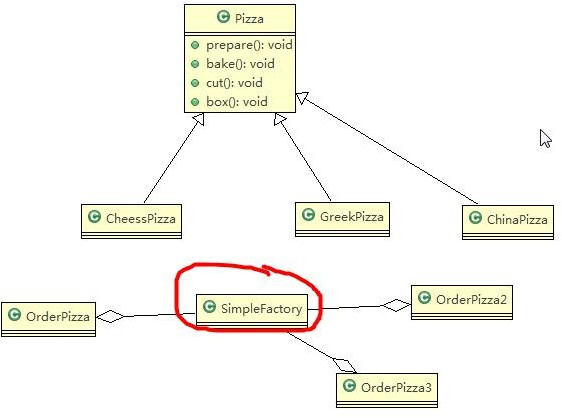 Pizza
prepare(): void
bake(): void
cut(): void
box(): void
CheessPizza
GreekPizza
ChinaPizza
OrderPizza
SimpleFactory
OrderPizza2
OrderPizza3